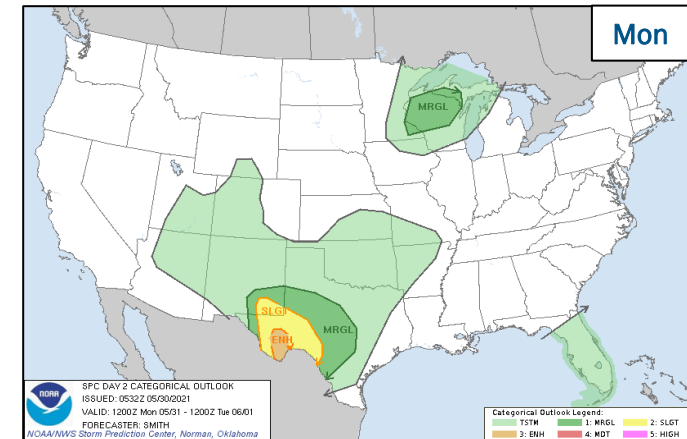 Mon
MRGL
SLGT
MRGL
ENH
NOAA
SPC DAY 2 CATEGORICAL OUTLOOK
ISSUED: 0532Z 05/30/2021
VALID: 1200Z Mon 05/31 - 1200Z Tue 06/01
FORECASTER: SMITH
NOAA/NWS Storm Prediction Center, Norman, Oklahoma
Categorical Outlook Legend:
TSTM 1: MRGL 2: SLGT
3: ENH 4: MDT 5: HIGH